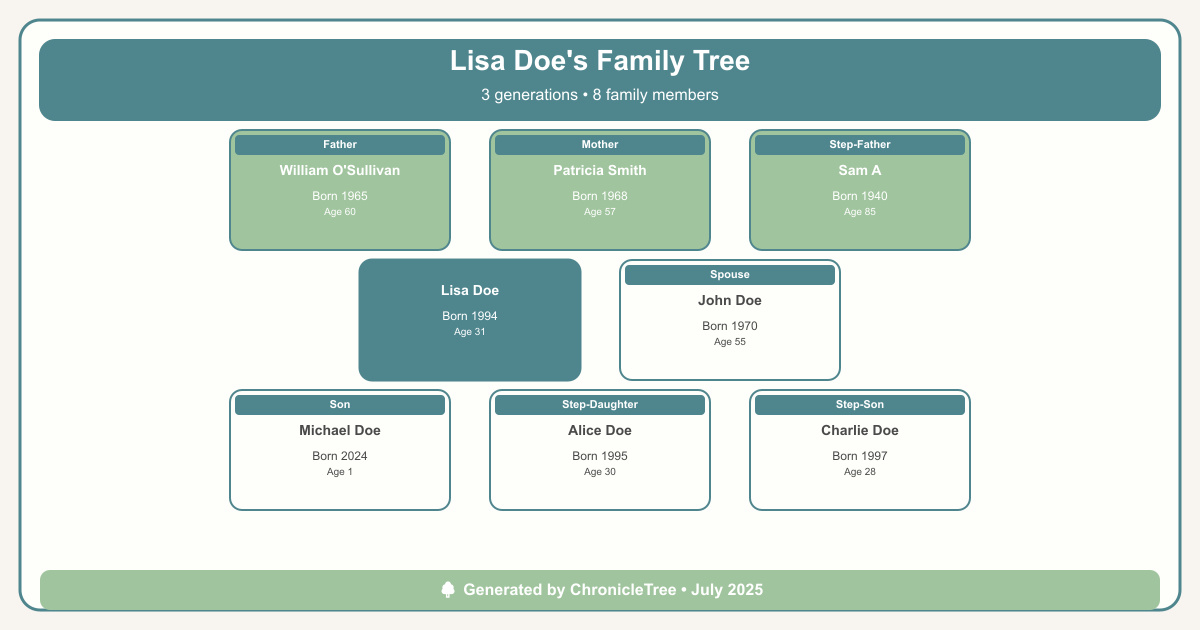 Lisa Doe's Family Tree
3 generations • 8 family members
Father
William O'Sullivan
Born 1965
Age 60
Mother
Patricia Smith
Born 1968
Age 57
Step-Father
Sam A
Born 1940
Age 85
Lisa Doe
Born 1994
Age 31
Spouse
John Doe
Born 1970
Age 55
Son
Michael Doe
Born 2024
Age 1
Step-Daughter
Alice Doe
Born 1995
Age 30
Step-Son
Charlie Doe
Born 1997
Age 28
Generated by ChronicleTree • July 2025